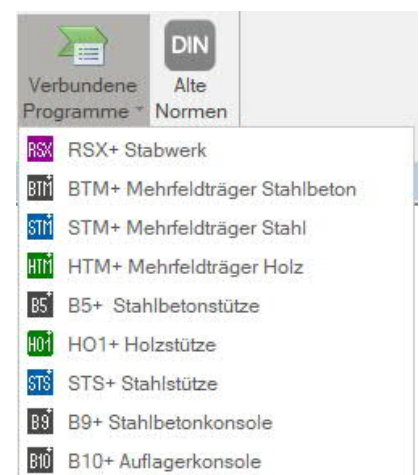 DIN
Verbundene Alte
Programme Normen
RSX RSX+ Stabwerk
BTM BTM+ Mehrfeldträger Stahlbeton
STM STM+ Mehrfeldträger Stahl
HTM HTM+ Mehrfeldträger Holz
B5+ B5+ Stahlbetonstütze
HO1+ HO1+ Holzstütze
STS STS+ Stahlstütze
B9+ B9+ Stahlbetonkonsole
B10 B10+ Auflagerkonsole